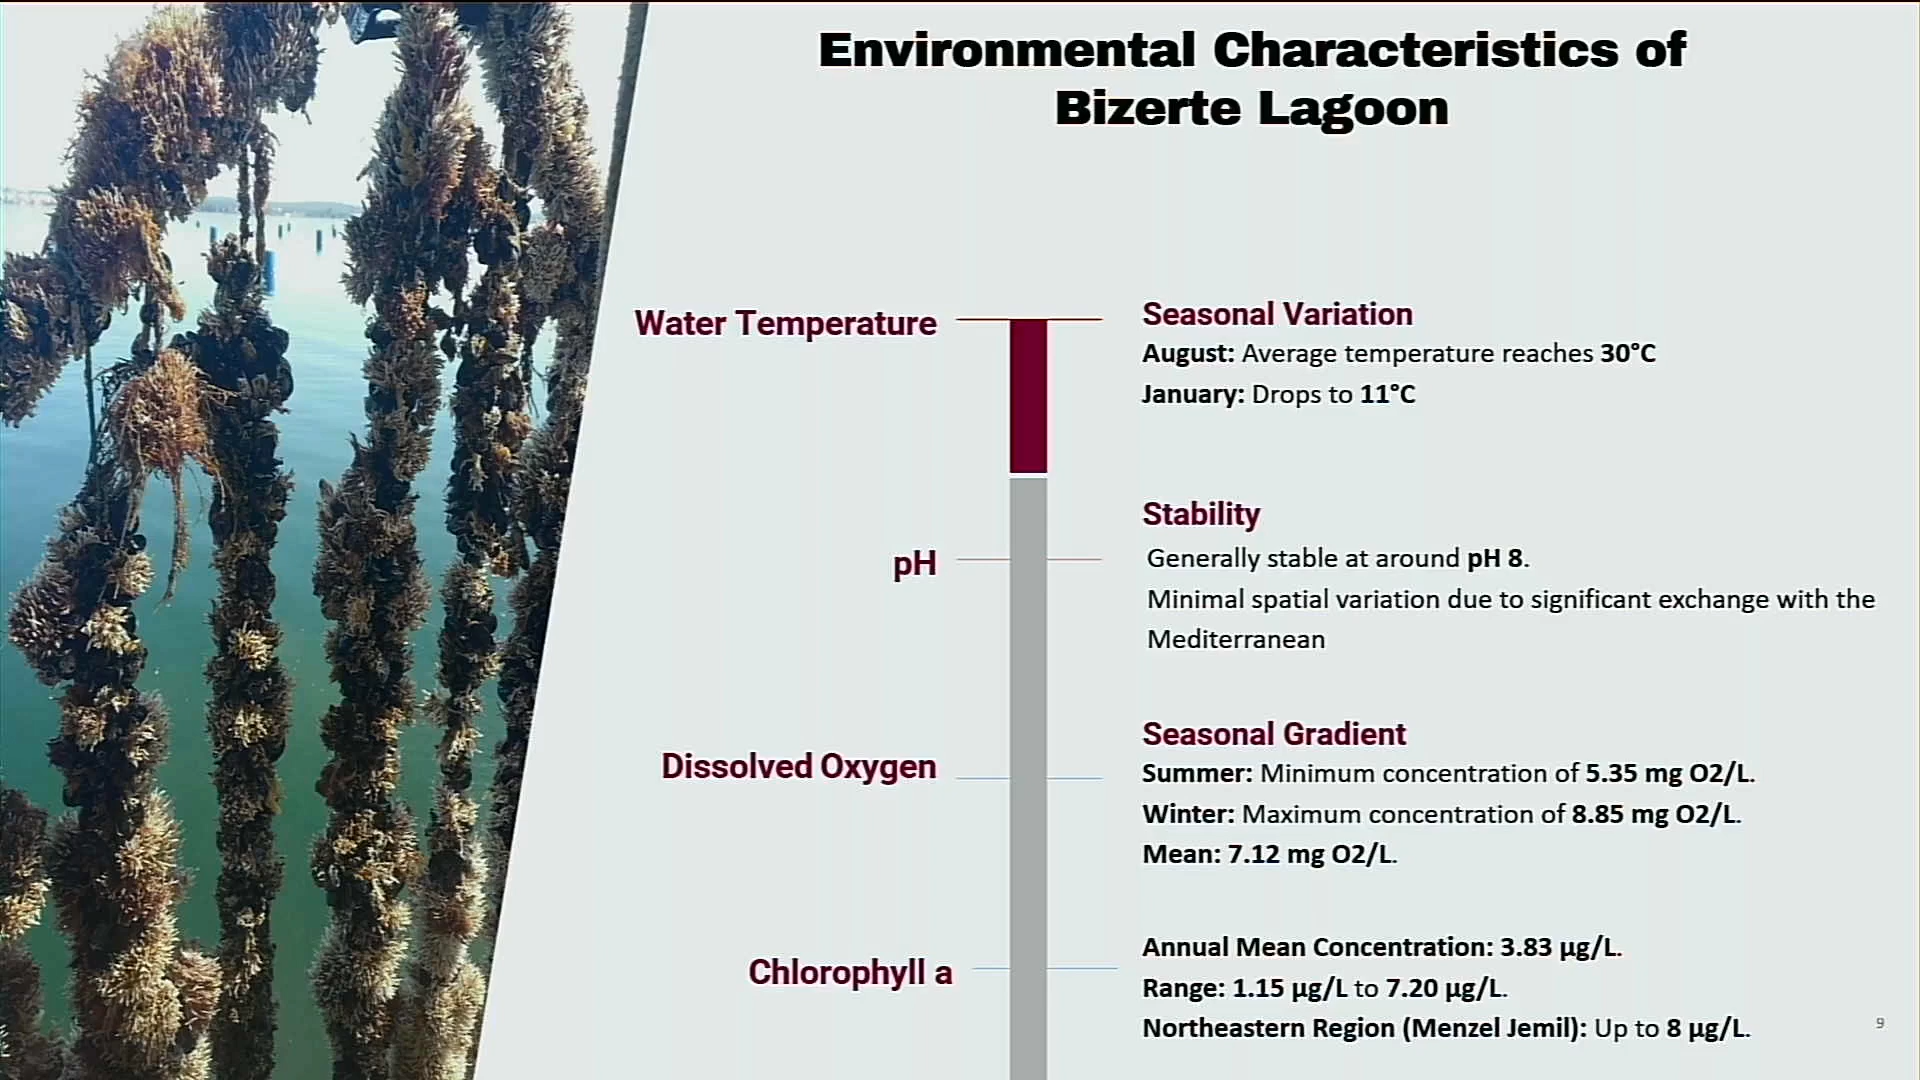 Environmental Characteristics of
Bizerte Lagoon
Water Temperature
Seasonal Variation
August: Average temperature reaches 30°C
January: Drops to 11°C
pH
Stability
Generally stable at around pH 8.
Minimal spatial variation due to significant exchange with the
Mediterranean
Dissolved Oxygen
Seasonal Gradient
Summer: Minimum concentration of 5.35 mg O2/L.
Winter: Maximum concentration of 8.85 mg O2/L.
Mean: 7.12 mg O2/L.
Chlorophyll a
Annual Mean Concentration: 3.83 µg/L.
Range: 1.15 µg/L to 7.20 µg/L.
Northeastern Region (Menzel Jemil): Up to 8 µg/L.
9